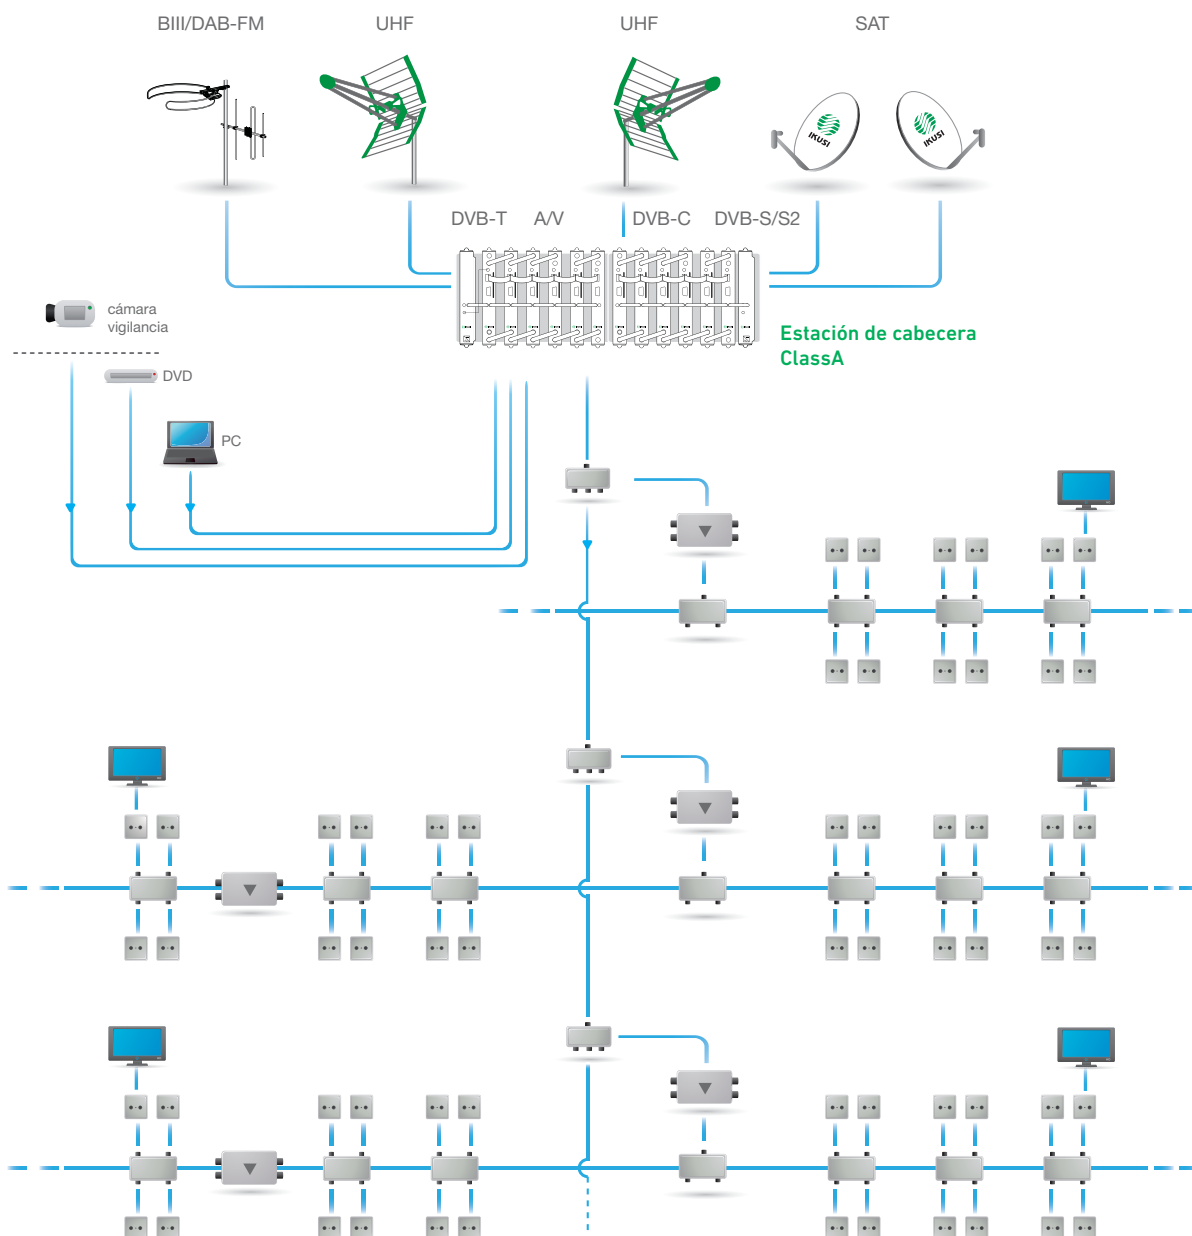 BIII/DAB-FM
UHF
UHF
SAT
IKUSI
IKUSI
DVB-T
A/V
DVB-C
DVB-S/S2
cámara
vigilancia
Estación de cabecera
ClassA
DVD
PC